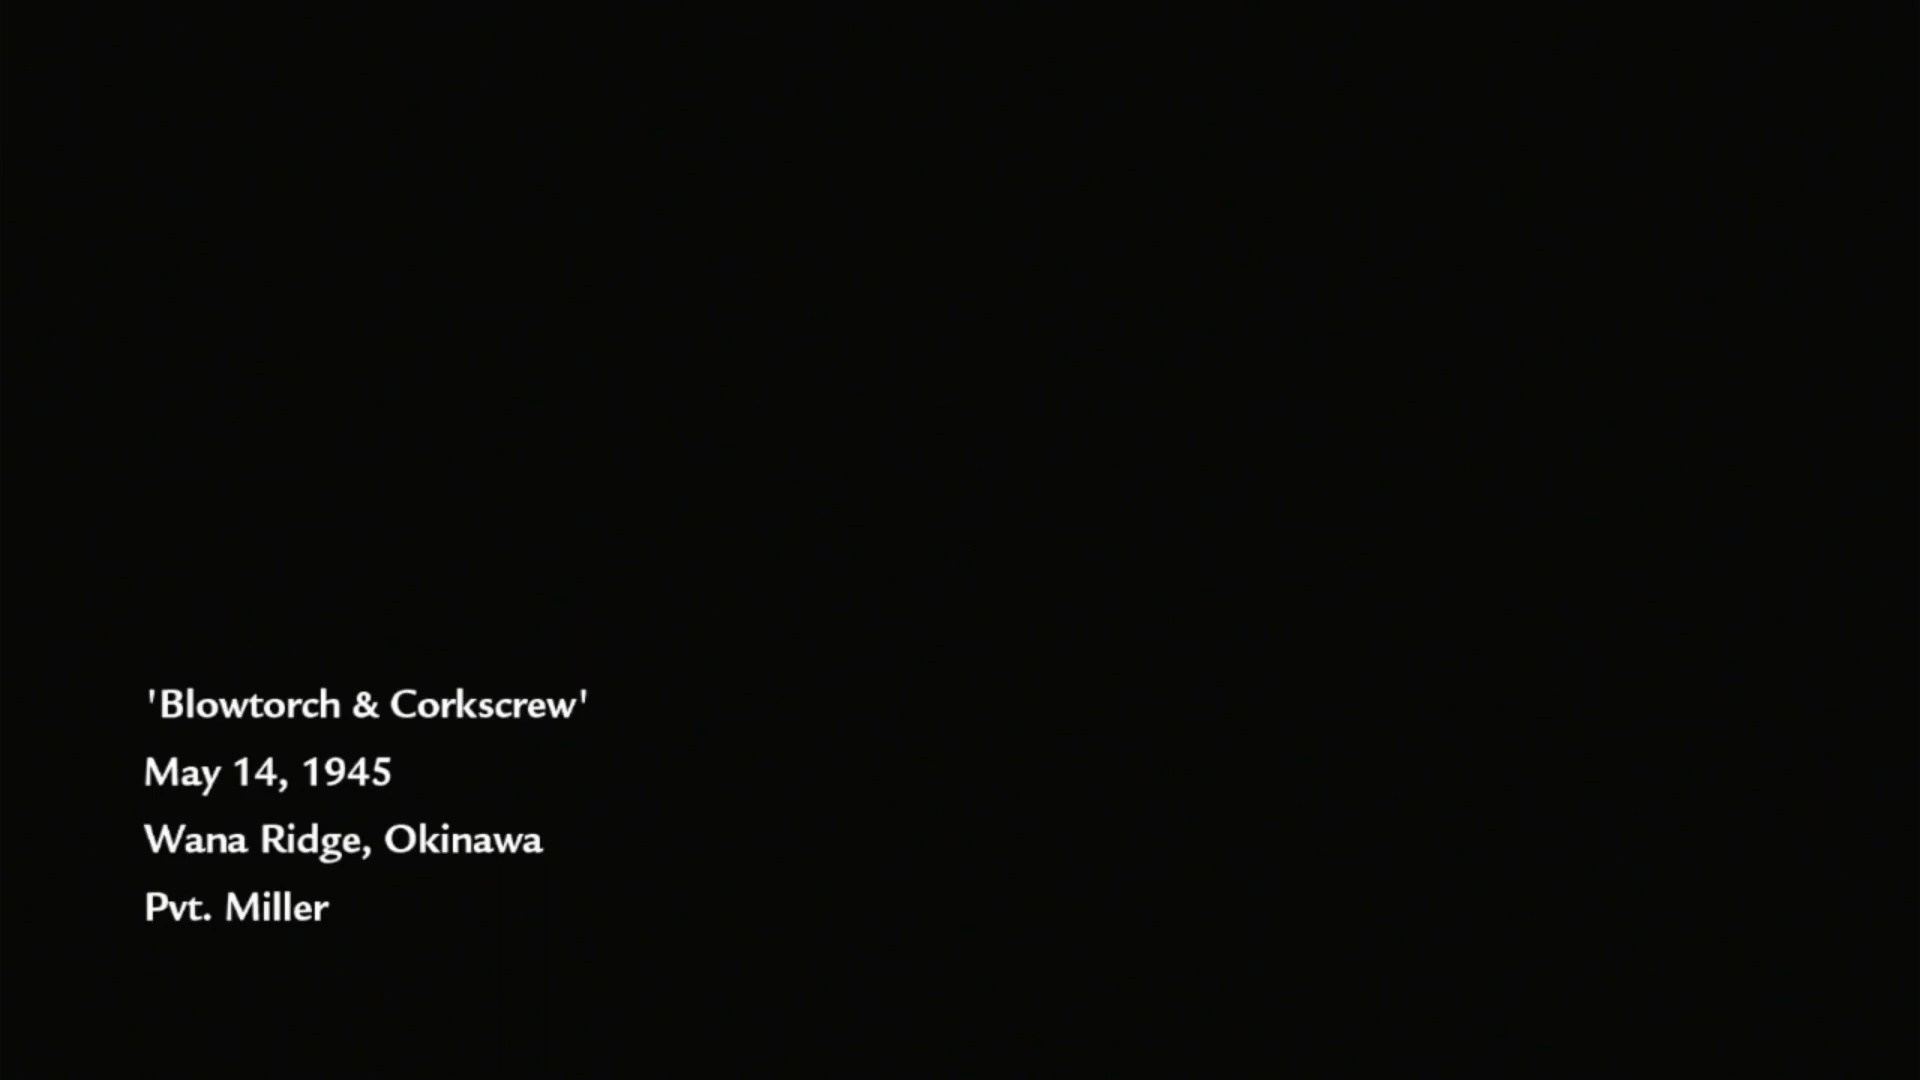 'Blowtorch & Corkscrew'
May 14, 1945
Wana Ridge, Okinawa
Pvt. Miller